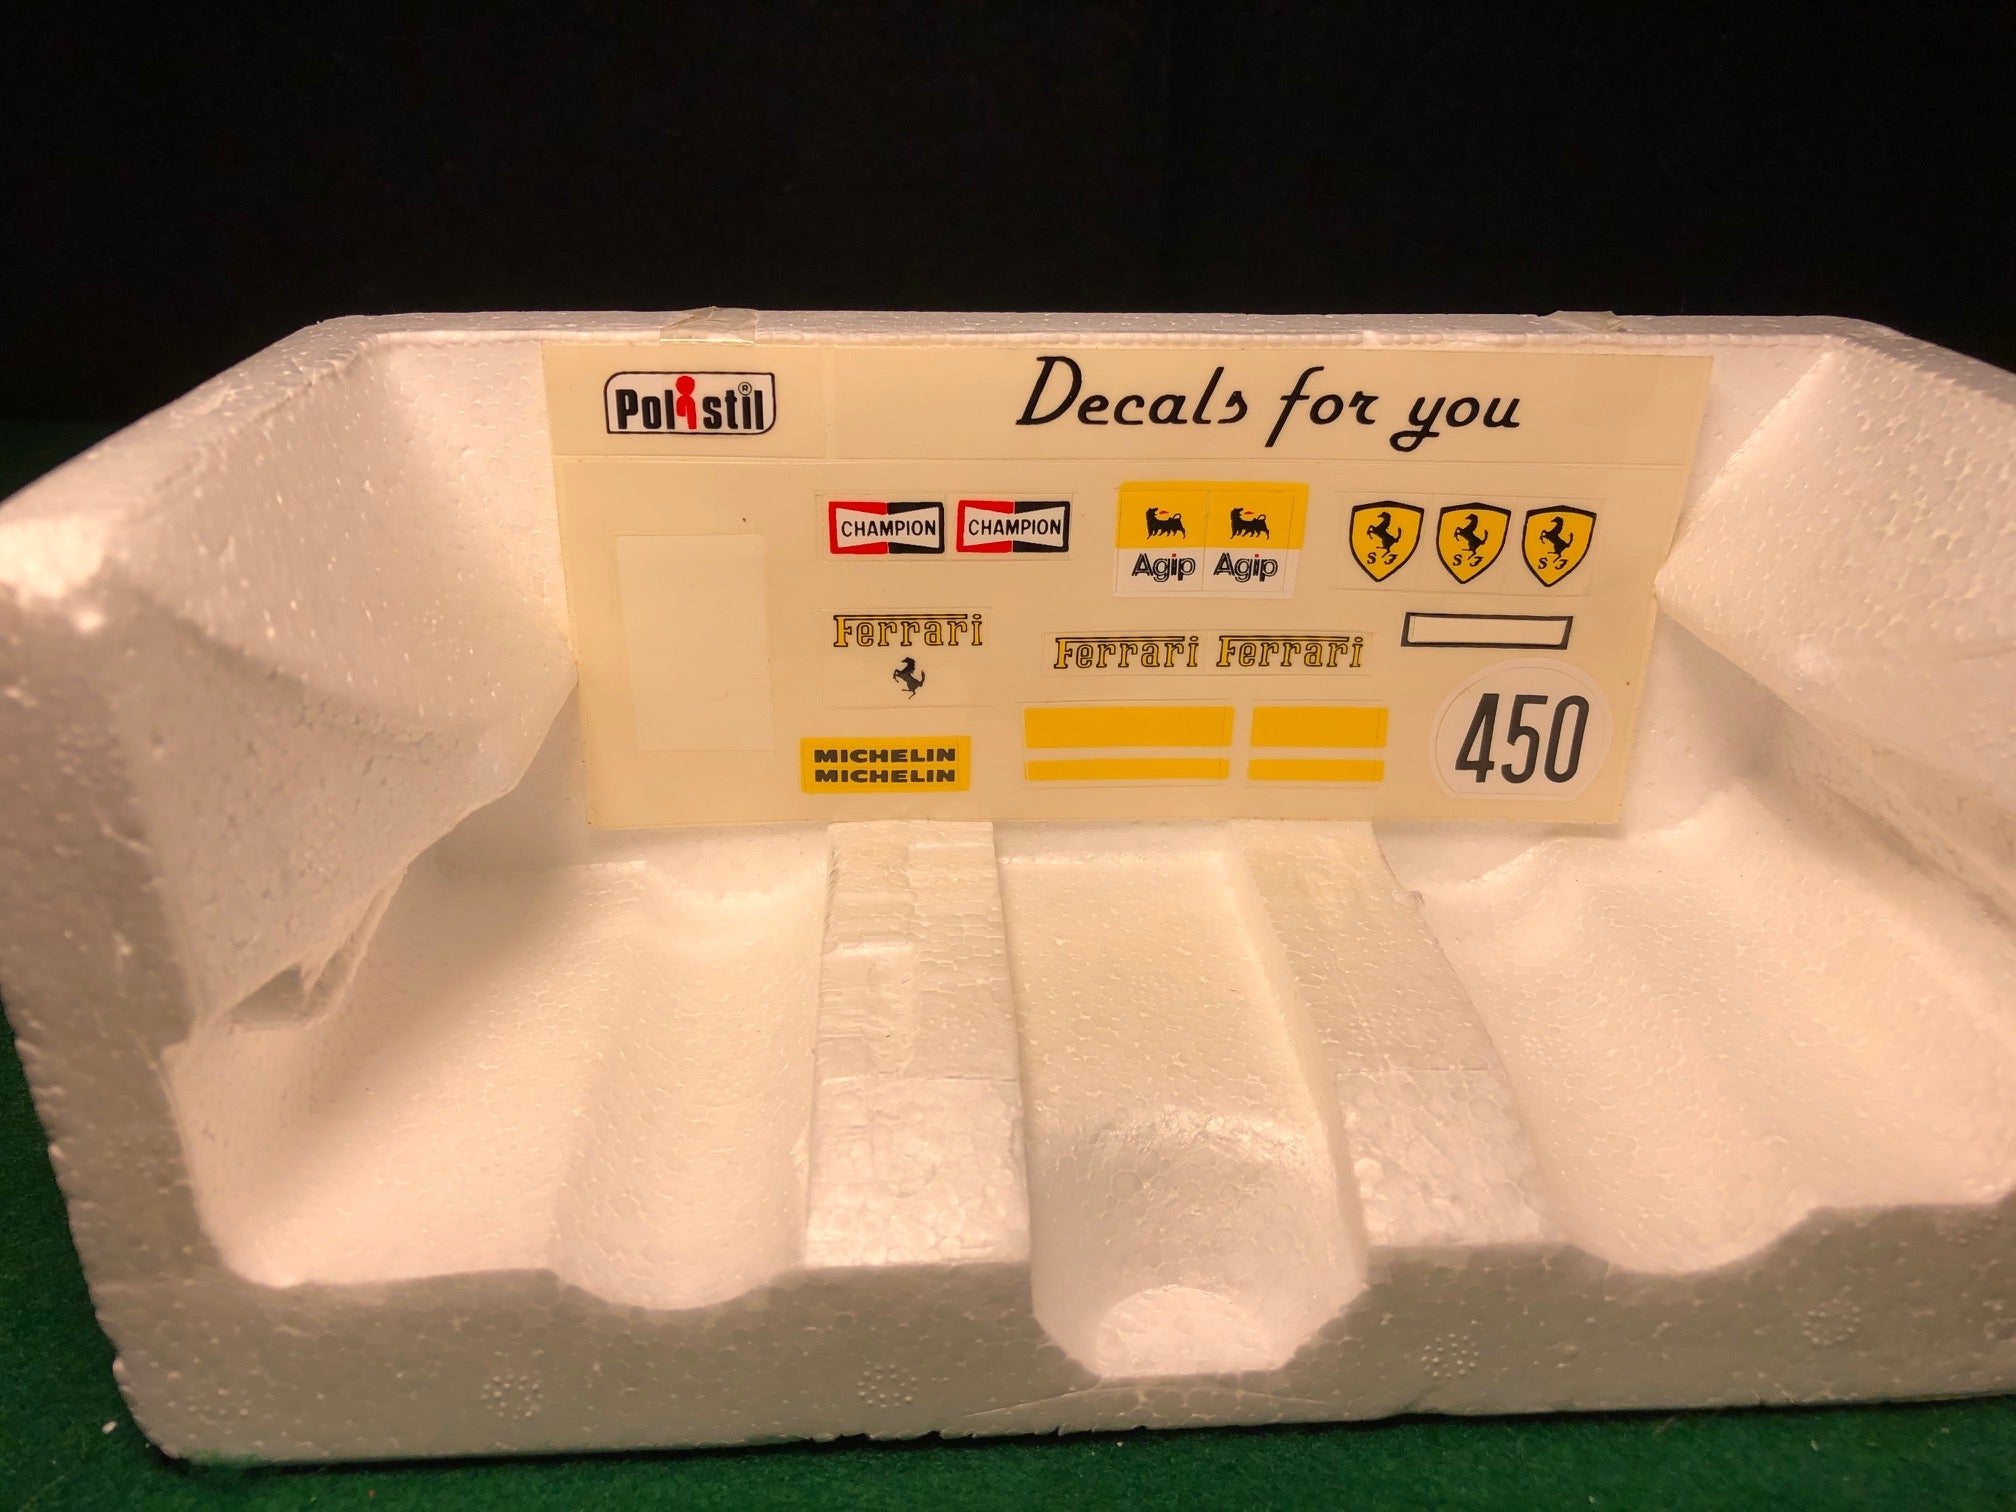 Polistil®
Decals for you
CHAMPION CHAMPION
Agip Agip
S F S F S F
Ferrari
Ferrari Ferrari
MICHELIN
MICHELIN
450